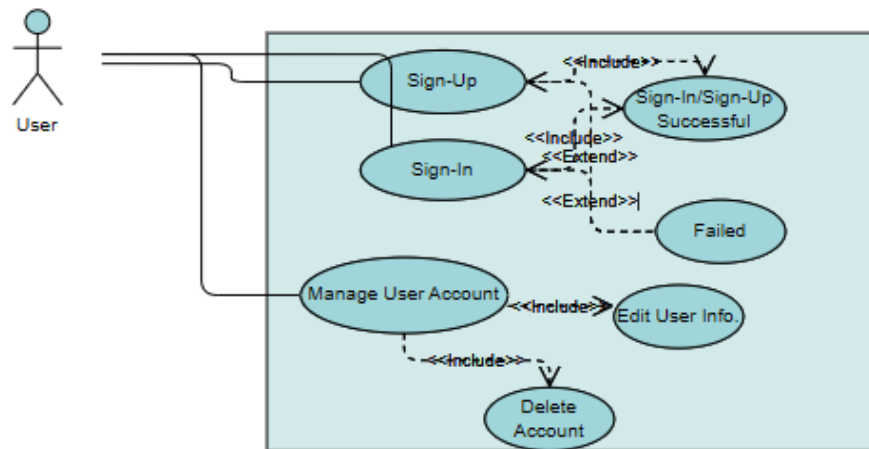 User
Sign-Up
<<Include>>
Sign-In/Sign-Up
Successful
<<Include>>
<<Extend>>
Sign-In
<<Extend>>
Failed
Manage User Account
<<Include>>
Edit User Info.
<<Include>>
Delete
Account